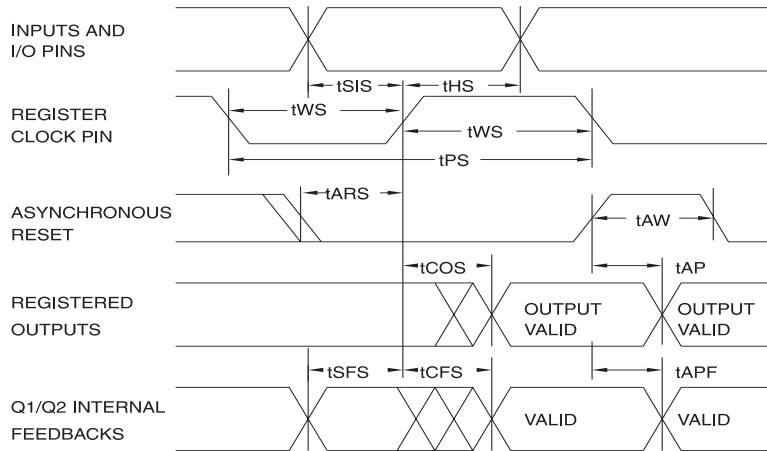 INPUTS AND
I/O PINS
tSIS
tHS
REGISTER
CLOCK PIN
tWS
tWS
tPS
ASYNCHRONOUS
RESET
tARS
tAW
REGISTERED
OUTPUTS
tCOS
tAP
OUTPUT
VALID
OUTPUT
VALID
Q1/Q2 INTERNAL
FEEDBACKS
tSFS
tCFS
tAPF
VALID
VALID